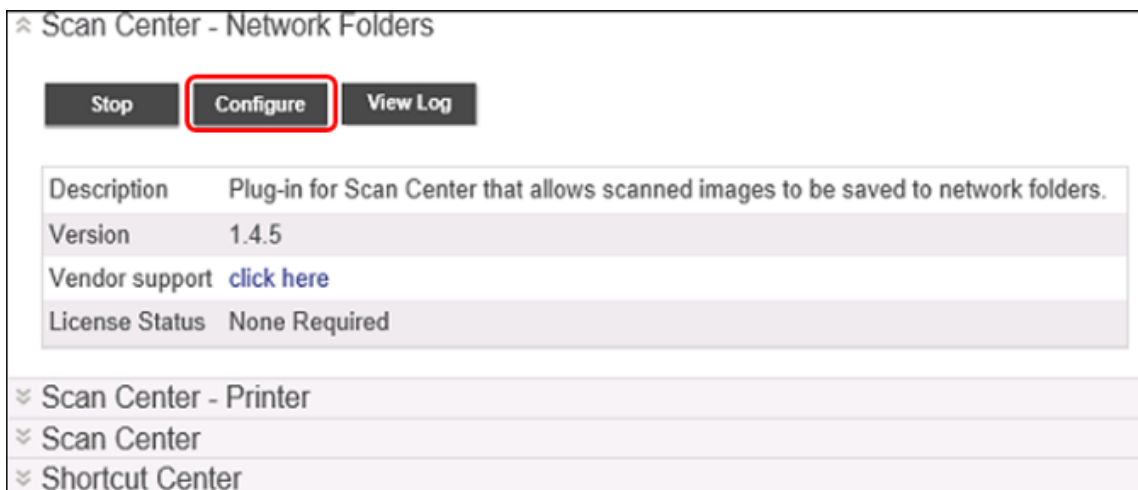 Scan Center - Network Folders
Stop Configure View Log
Description Plug-in for Scan Center that allows scanned images to be saved to network folders.
Version 1.4.5
Vendor support click here
License Status None Required
Scan Center - Printer
Scan Center
Shortcut Center